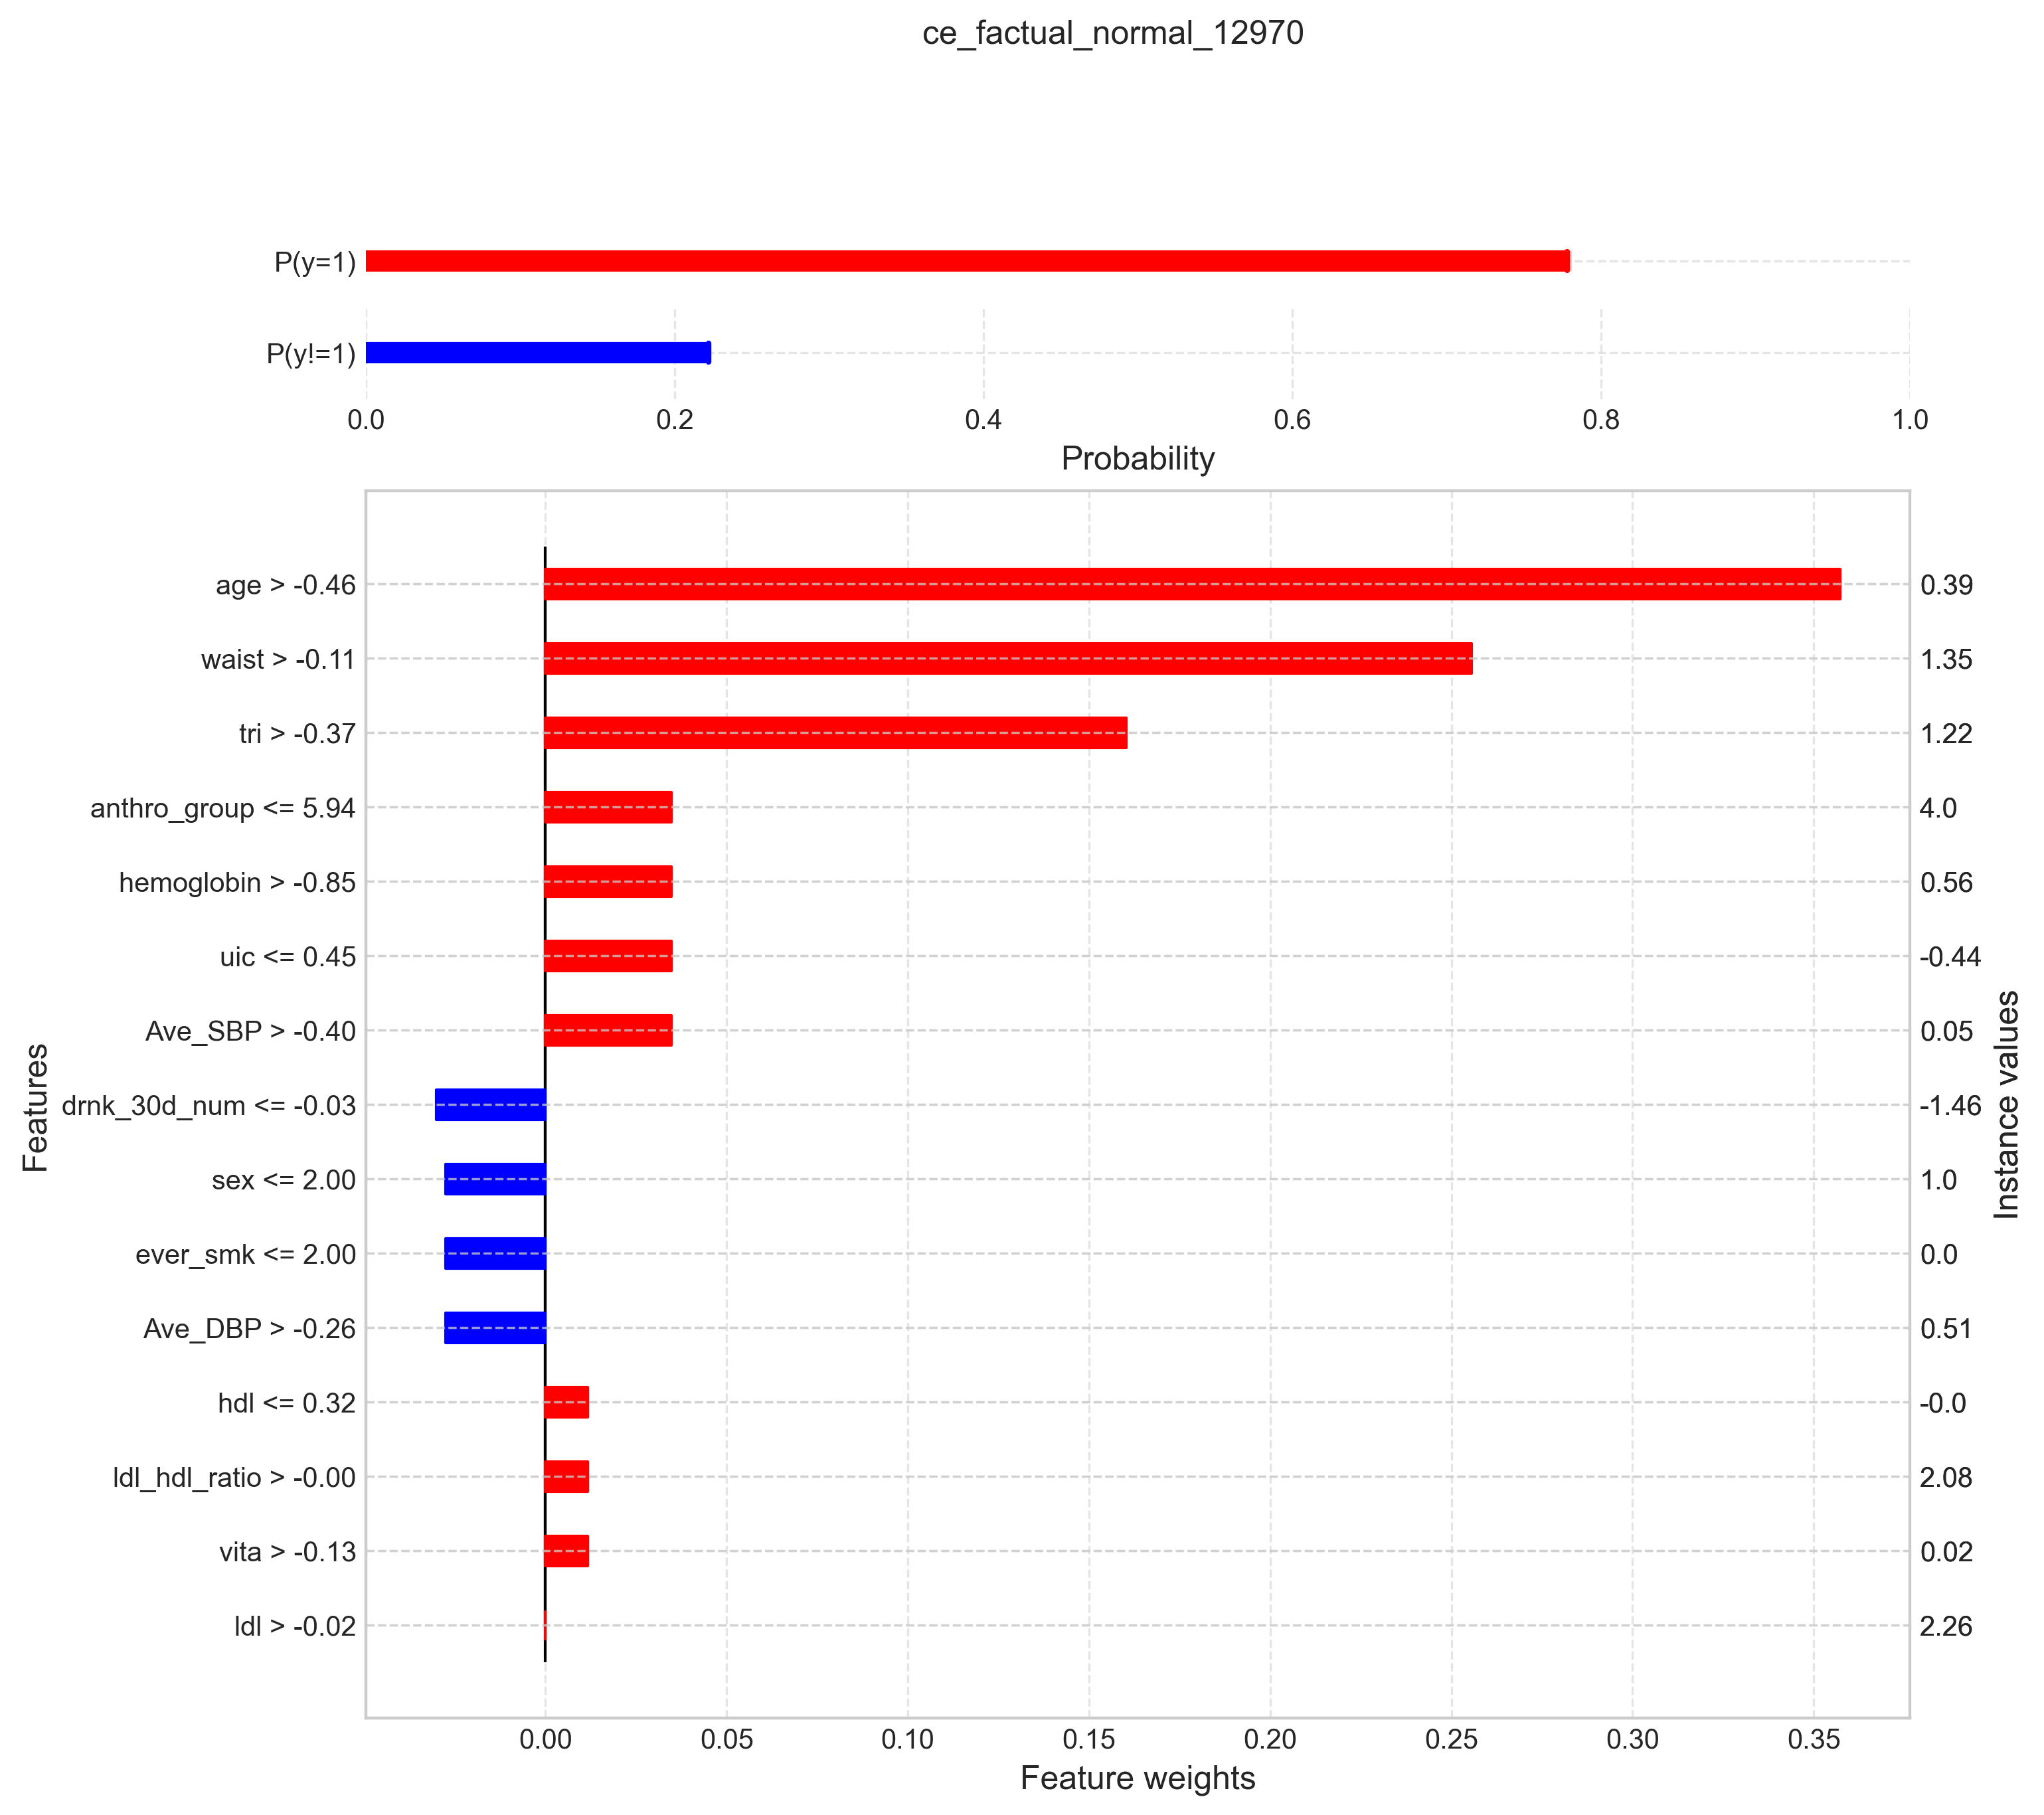 ce_factual_normal_12970
P(y=1)
P(y!=1)
0.0 0.2 0.4 0.6 0.8 1.0
Probability
age > -0.46 0.39
waist > -0.11 1.35
tri > -0.37 1.22
anthro_group <= 5.94 4.0
hemoglobin > -0.85 0.56
uic <= 0.45 -0.44
Ave_SBP > -0.40 0.05
drnk_30d_num <= -0.03 -1.46
sex <= 2.00 1.0
ever_smk <= 2.00 0.0
Ave_DBP > -0.26 0.51
hdl <= 0.32 -0.0
ldl_hdl_ratio > -0.00 2.08
vita > -0.13 0.02
ldl > -0.02 2.26
Features
Instance values
0.00 0.05 0.10 0.15 0.20 0.25 0.30 0.35
Feature weights